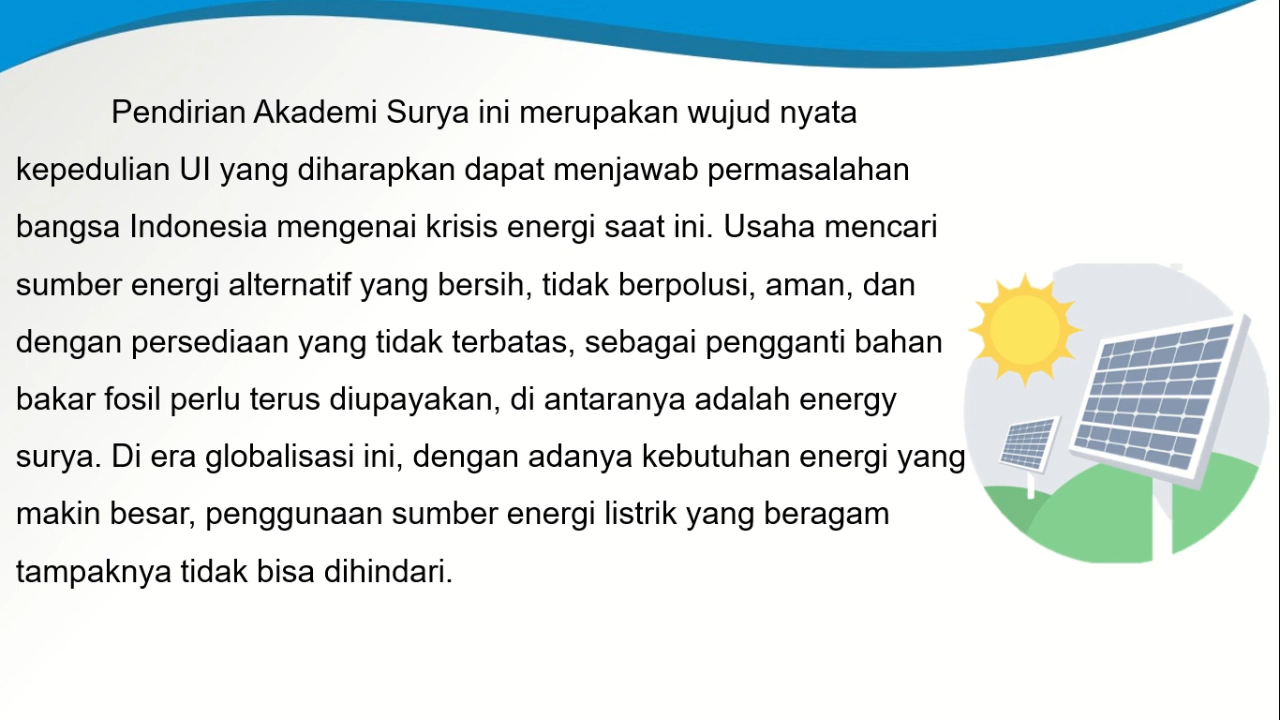 Pendirian Akademi Surya ini merupakan wujud nyata
kepedulian UI yang diharapkan dapat menjawab permasalahan
bangsa Indonesia mengenai krisis energi saat ini. Usaha mencari
sumber energi alternatif yang bersih, tidak berpolusi, aman, dan
dengan persediaan yang tidak terbatas, sebagai pengganti bahan
bakar fosil perlu terus diupayakan, di antaranya adalah energy
surya. Di era globalisasi ini, dengan adanya kebutuhan energi yang
makin besar, penggunaan sumber energi listrik yang beragam
tampaknya tidak bisa dihindari.